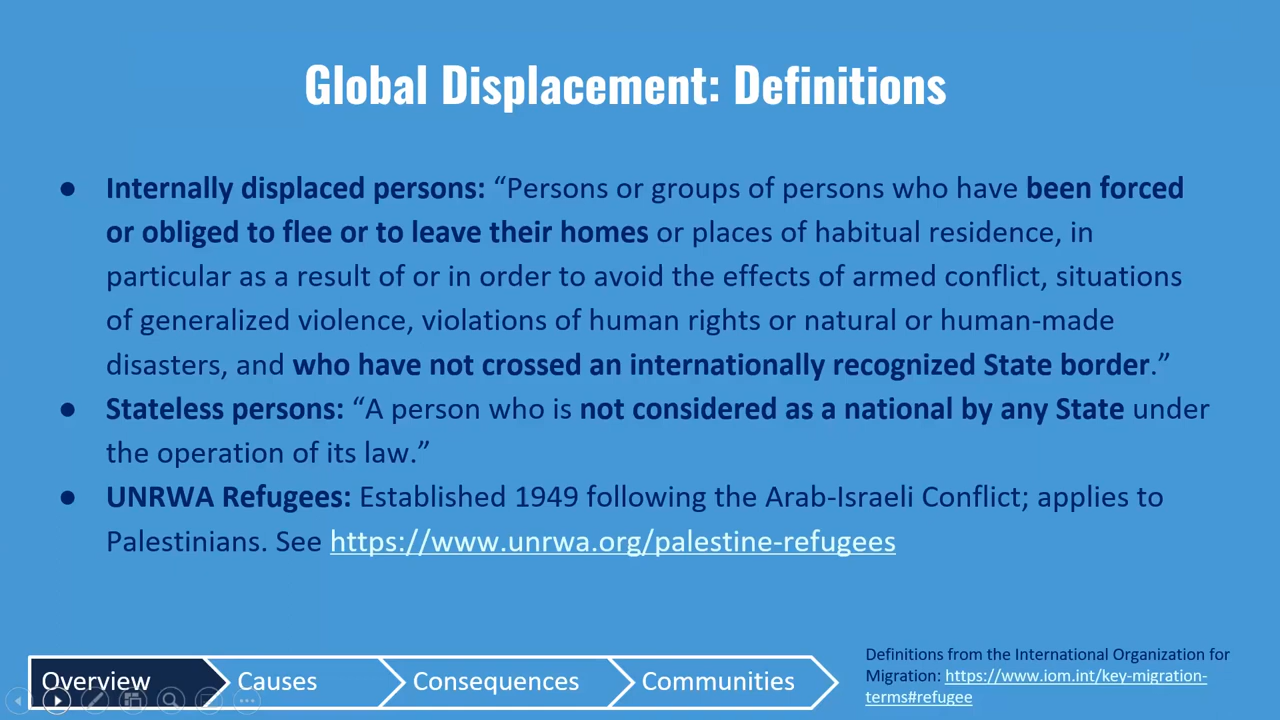 Global Displacement: Definitions
● Internally displaced persons: “Persons or groups of persons who have been forced
or obliged to flee or to leave their homes or places of habitual residence, in
particular as a result of or in order to avoid the effects of armed conflict, situations
of generalized violence, violations of human rights or natural or human-made
disasters, and who have not crossed an internationally recognized State border.”
● Stateless persons: “A person who is not considered as a national by any State under
the operation of its law.”
● UNRWA Refugees: Established 1949 following the Arab-Israeli Conflict; applies to
Palestinians. See https://www.unrwa.org/palestine-refugees
Overview Causes Consequences Communities
Definitions from the International Organization for
Migration: https://www.iom.int/key-migration-
terms#refugee